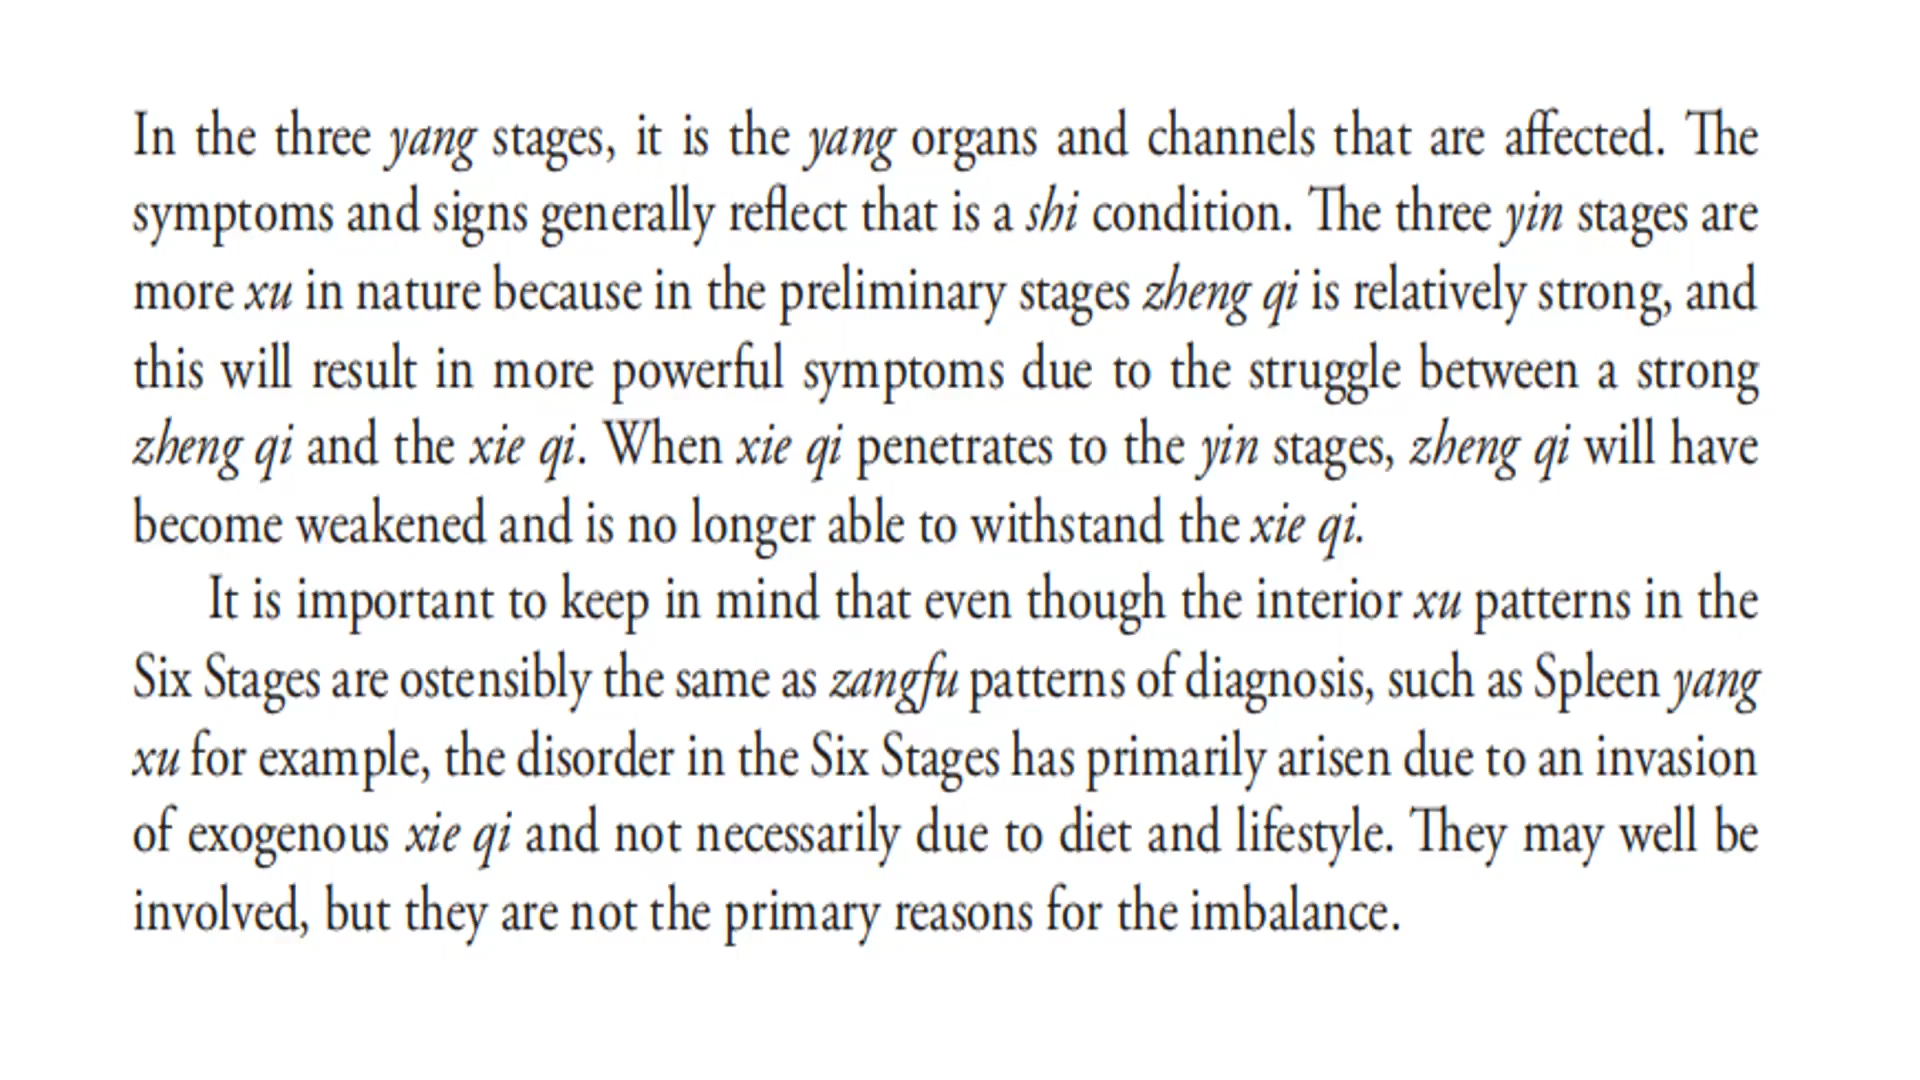 In the three yang stages, it is the yang organs and channels that are affected. The
symptoms and signs generally reflect that is a shi condition. The three yin stages are
more xu in nature because in the preliminary stages zheng qi is relatively strong, and
this will result in more powerful symptoms due to the struggle between a strong
zheng qi and the xie qi. When xie qi penetrates to the yin stages, zheng qi will have
become weakened and is no longer able to withstand the xie qi.
It is important to keep in mind that even though the interior xu patterns in the
Six Stages are ostensibly the same as zangfu patterns of diagnosis, such as Spleen yang
xu for example, the disorder in the Six Stages has primarily arisen due to an invasion
of exogenous xie qi and not necessarily due to diet and lifestyle. They may well be
involved, but they are not the primary reasons for the imbalance.